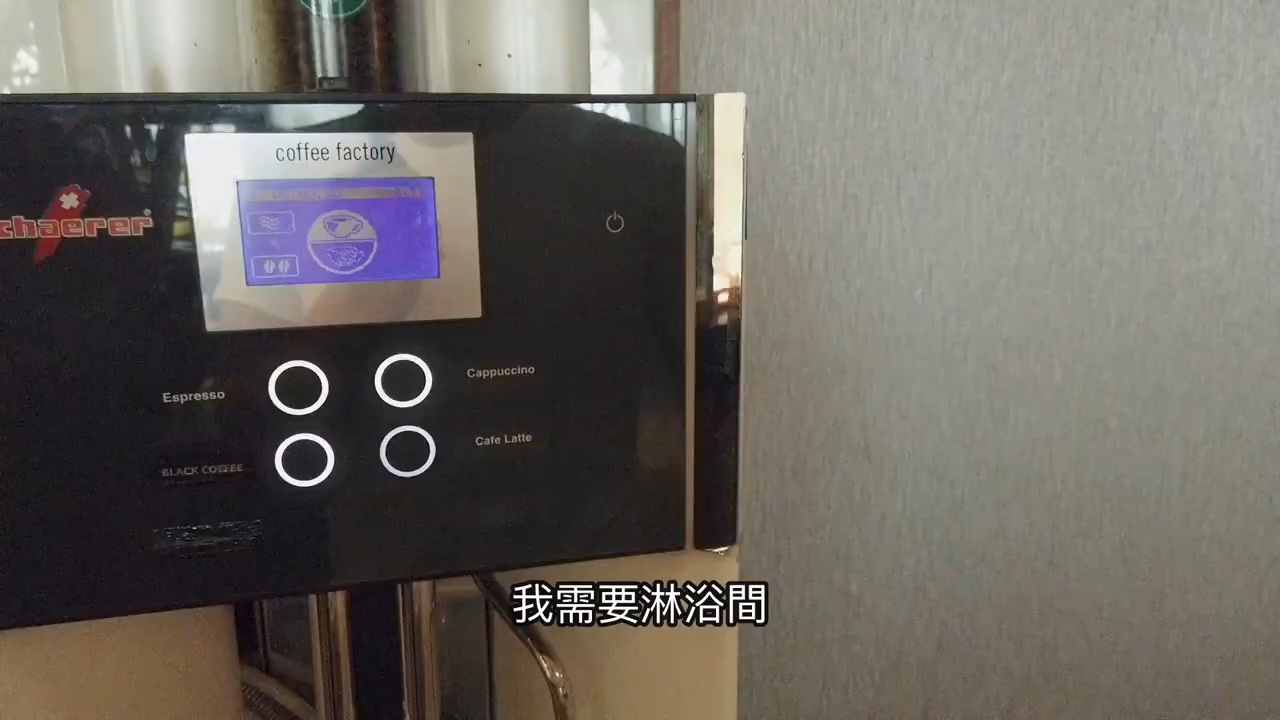 coffee factory
chaerer
Espresso
Cappuccino
BLACK COFFEE
Cafe Latte
我需要淋浴間